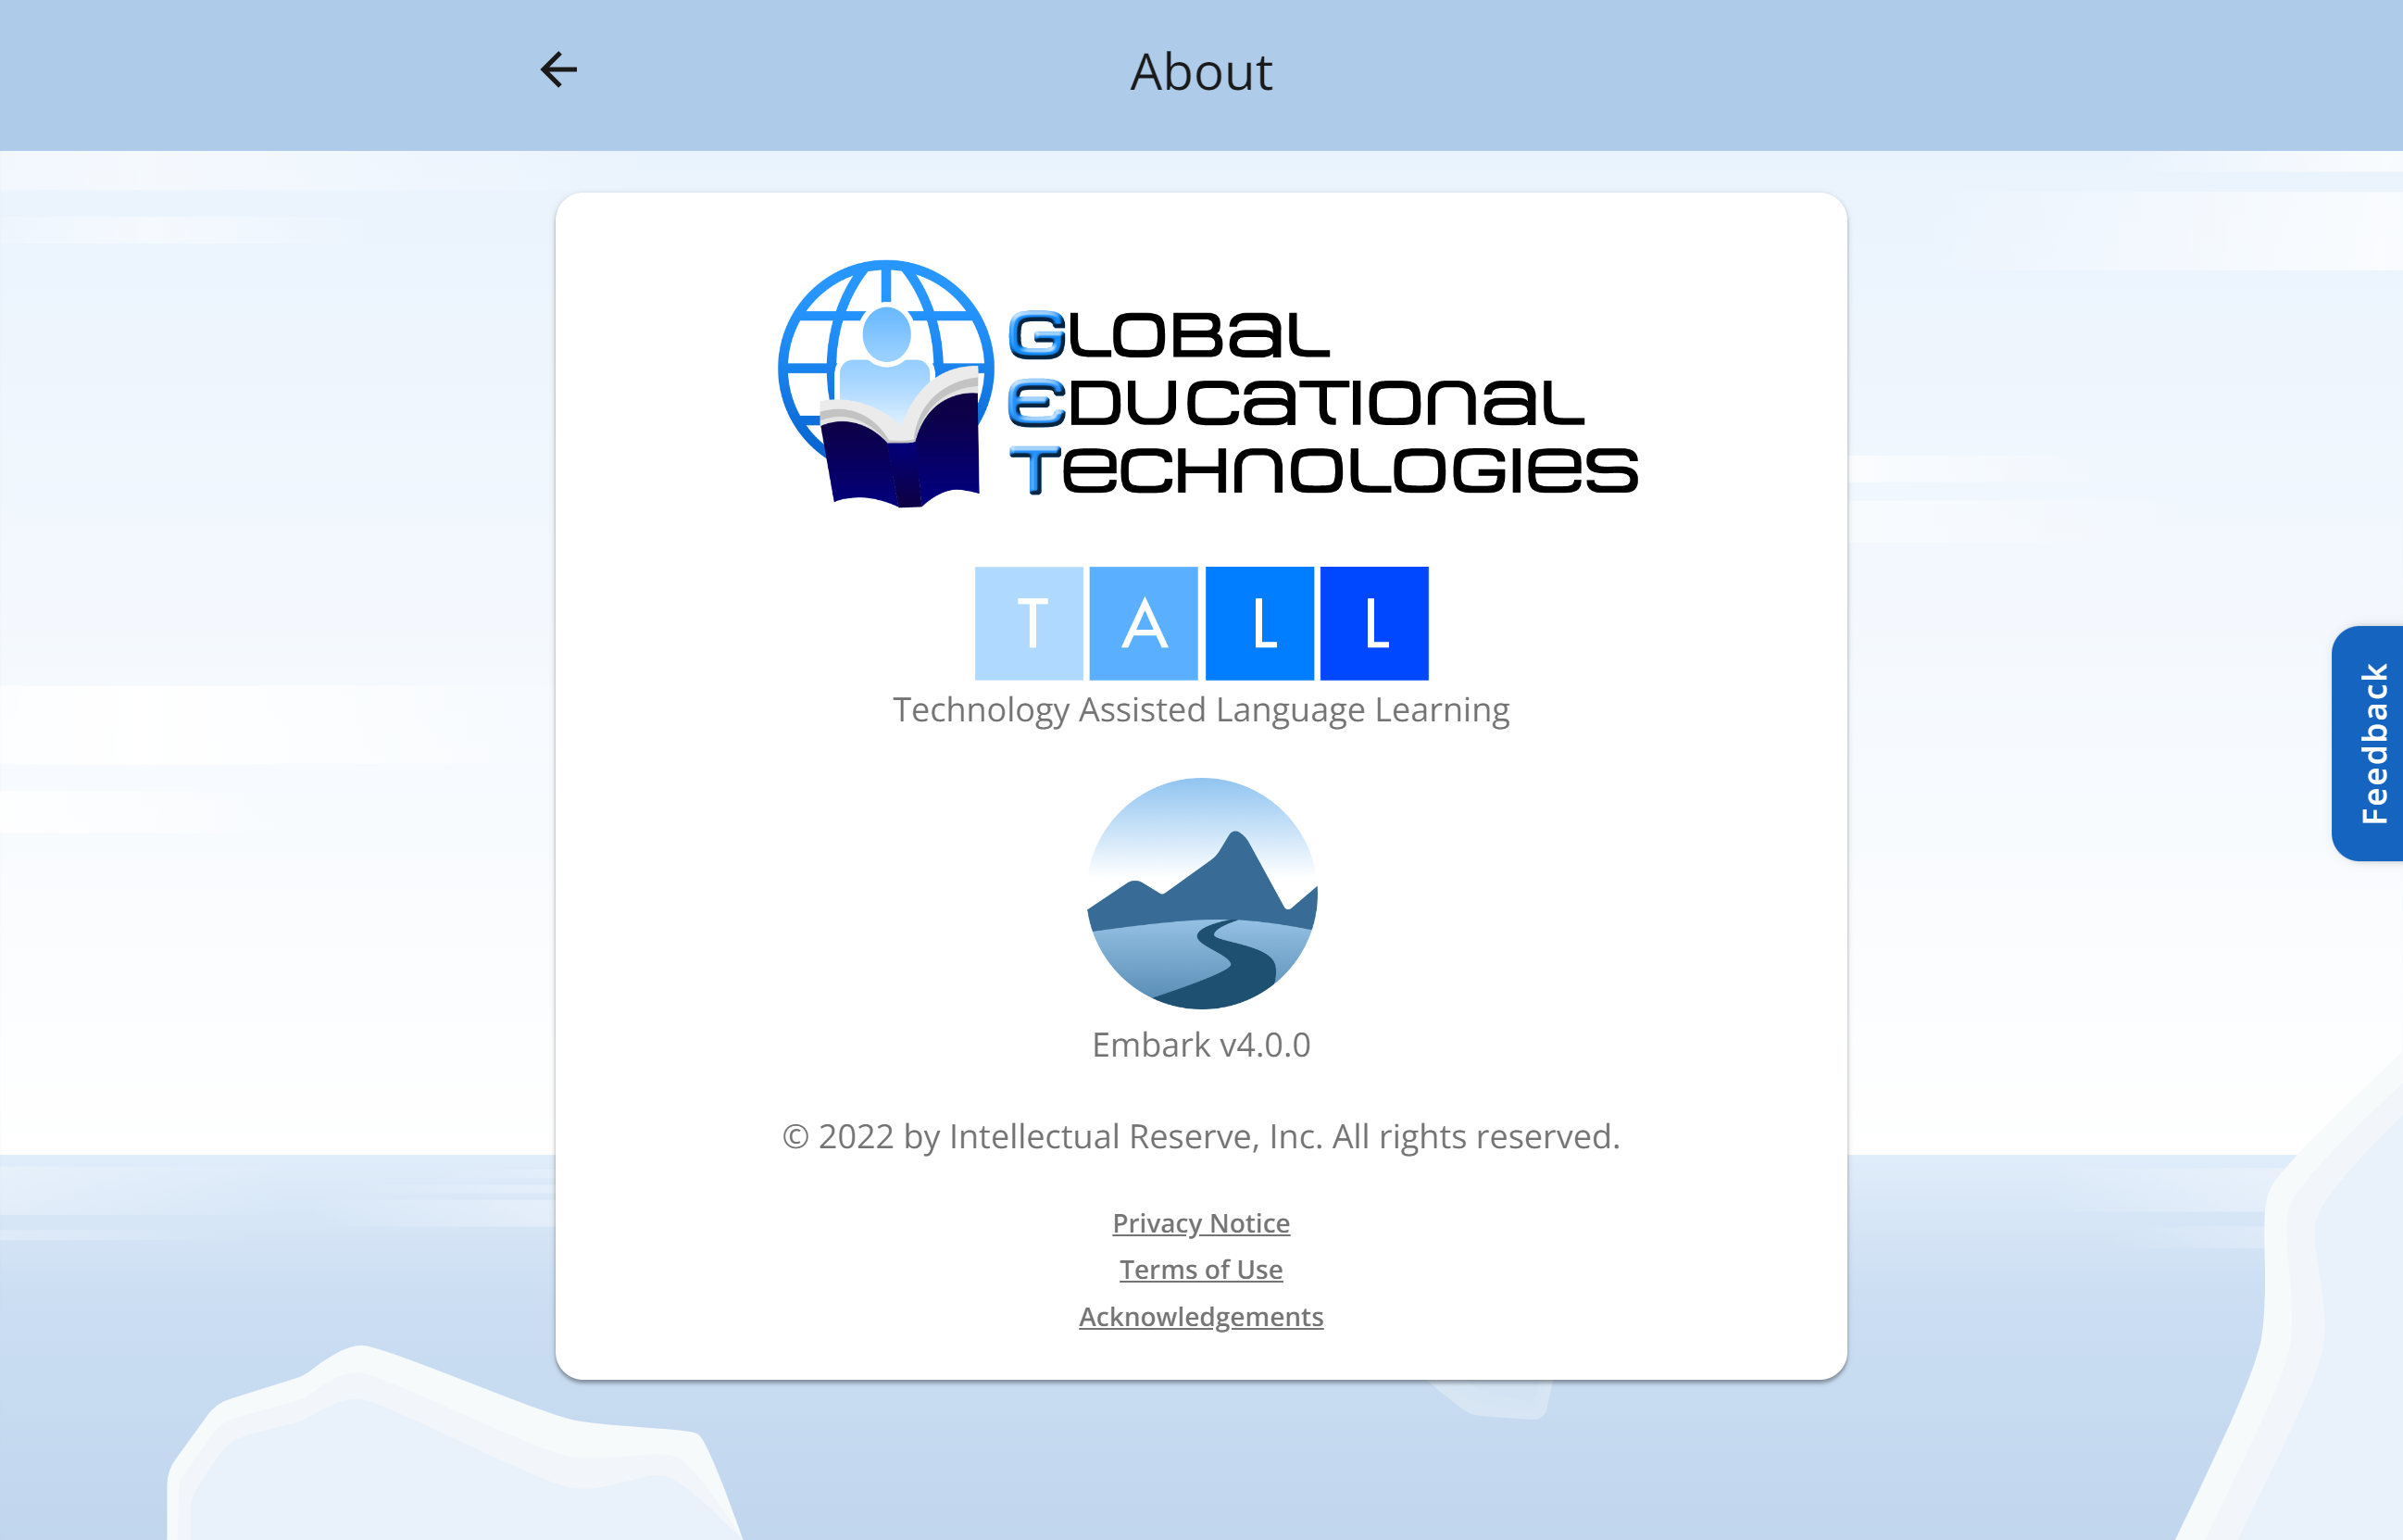 About
Global
Educational
Technologies
TALL
Technology Assisted Language Learning
Embark v4.0.0
© 2022 by Intellectual Reserve, Inc. All rights reserved.
Privacy Notice
Terms of Use
Acknowledgements
Feedback